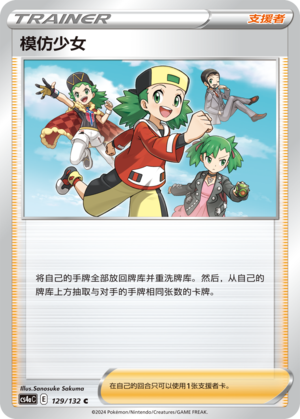 TRAINER
支援者
模仿少女
将自己的手牌全部放回牌库并重洗牌库。然后，从自己的
牌库上方抽取与对手的手牌相同张数的卡牌。
Illus.Sanosuke Sakuma
在自己的回合只可以使用1张支援者卡。
CS4aC E 129/132 C
©2024 Pokémon/Nintendo/Creatures/GAME FREAK.